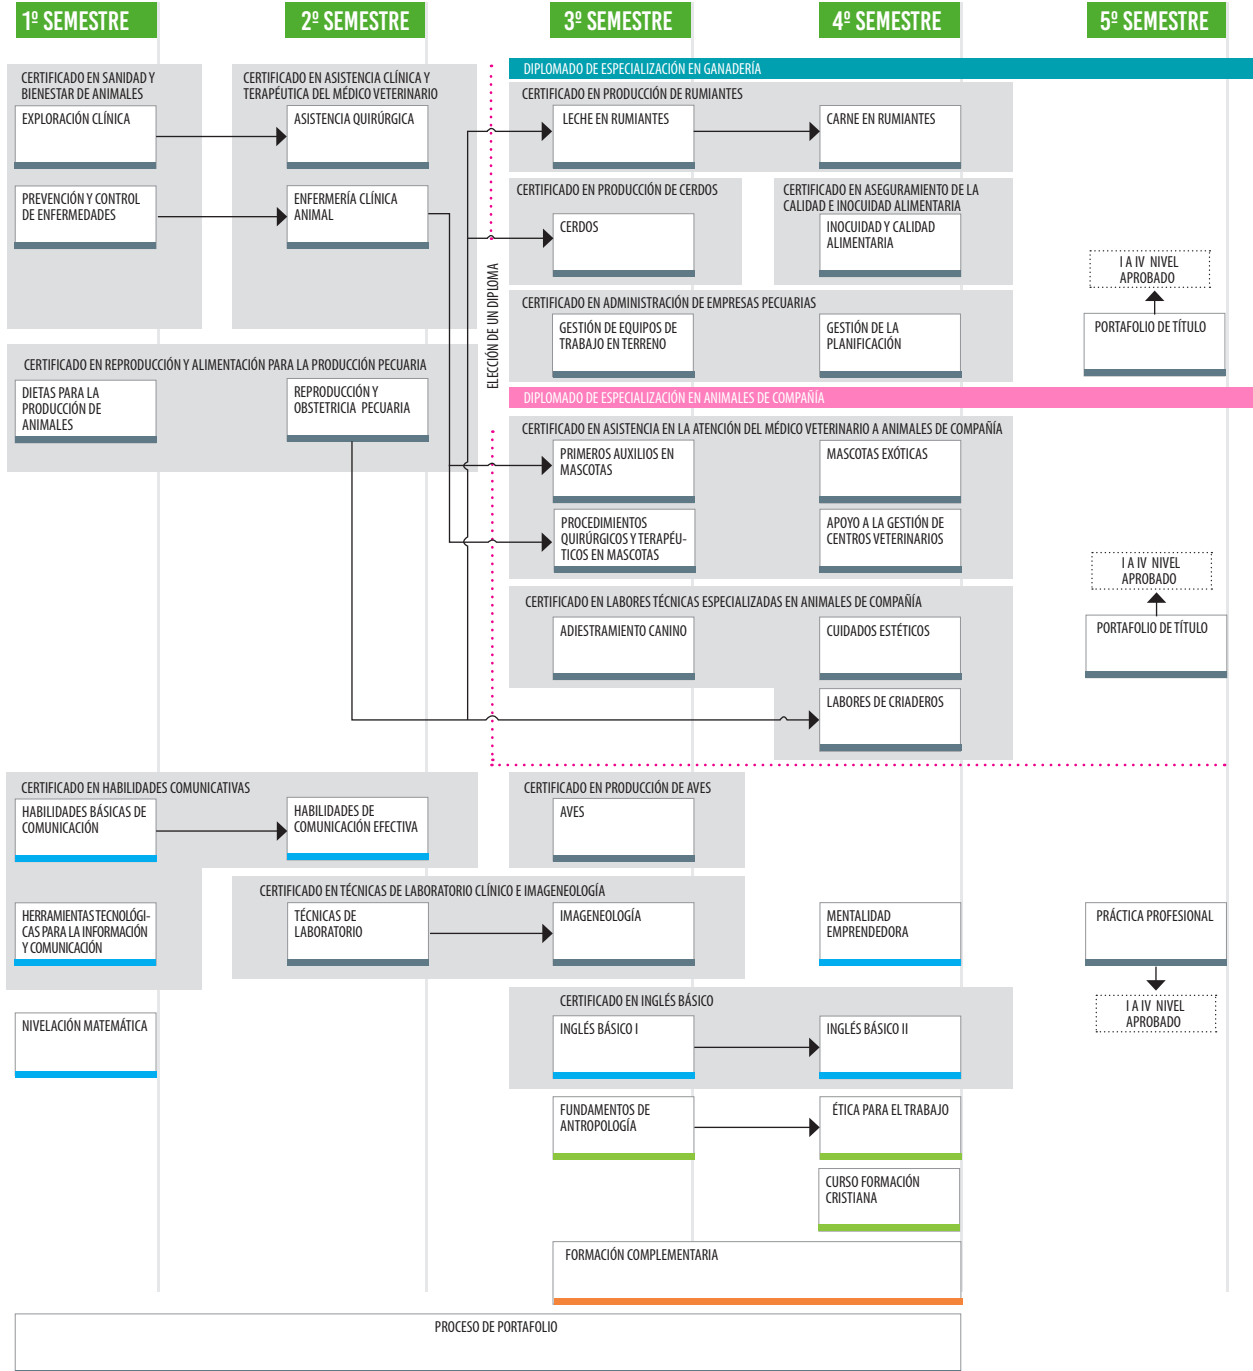 1º SEMESTRE
2º SEMESTRE
3º SEMESTRE
4º SEMESTRE
5º SEMESTRE
CERTIFICADO EN SANIDAD Y
BIENESTAR DE ANIMALES
EXPLORACIÓN CLÍNICA
PREVENCIÓN Y CONTROL
DE ENFERMEDADES
CERTIFICADO EN ASISTENCIA CLÍNICA Y
TERAPÉUTICA DEL MÉDICO VETERINARIO
ASISTENCIA QUIRÚRGICA
ENFERMERÍA CLÍNICA
ANIMAL
CERTIFICADO EN REPRODUCCIÓN Y ALIMENTACIÓN PARA LA PRODUCCIÓN PECUARIA
DIETAS PARA LA
PRODUCCIÓN DE
ANIMALES
REPRODUCCIÓN Y
OBSTETRICIA PECUARIA
ELECCIÓN DE UN DIPLOMA
DIPLOMADO DE ESPECIALIZACIÓN EN GANADERÍA
CERTIFICADO EN PRODUCCIÓN DE RUMIANTES
LECHE EN RUMIANTES
CARNE EN RUMIANTES
CERTIFICADO EN PRODUCCIÓN DE CERDOS
CERDOS
CERTIFICADO EN ASEGURAMIENTO DE LA
CALIDAD E INOCUIDAD ALIMENTARIA
INOCUIDAD Y CALIDAD
ALIMENTARIA
CERTIFICADO EN ADMINISTRACIÓN DE EMPRESAS PECUARIAS
GESTIÓN DE EQUIPOS DE
TRABAJO EN TERRENO
GESTIÓN DE LA
PLANIFICACIÓN
I A IV NIVEL
APROBADO
PORTAFOLIO DE TÍTULO
DIPLOMADO DE ESPECIALIZACIÓN EN ANIMALES DE COMPAÑÍA
CERTIFICADO EN ASISTENCIA EN LA ATENCIÓN DEL MÉDICO VETERINARIO A ANIMALES DE COMPAÑÍA
PRIMEROS AUXILIOS EN
MASCOTAS
MASCOTAS EXÓTICAS
PROCEDIMIENTOS
QUIRÚRGICOS Y TERAPÉU-
TICOS EN MASCOTAS
APOYO A LA GESTIÓN DE
CENTROS VETERINARIOS
CERTIFICADO EN LABORES TÉCNICAS ESPECIALIZADAS EN ANIMALES DE COMPAÑÍA
ADIESTRAMIENTO CANINO
CUIDADOS ESTÉTICOS
LABORES DE CRIADEROS
I A IV NIVEL
APROBADO
PORTAFOLIO DE TÍTULO
CERTIFICADO EN HABILIDADES COMUNICATIVAS
HABILIDADES BÁSICAS DE
COMUNICACIÓN
HABILIDADES DE
COMUNICACIÓN EFECTIVA
CERTIFICADO EN PRODUCCIÓN DE AVES
AVES
CERTIFICADO EN TÉCNICAS DE LABORATORIO CLÍNICO E IMAGENEOLOGÍA
HERRAMIENTAS TECNOLÓGI-
CAS PARA LA INFORMACIÓN
Y COMUNICACIÓN
TÉCNICAS DE
LABORATORIO
IMAGENEOLOGÍA
MENTALIDAD
EMPRENDEDORA
PRÁCTICA PROFESIONAL
I A IV NIVEL
APROBADO
NIVELACIÓN MATEMÁTICA
CERTIFICADO EN INGLÉS BÁSICO
INGLÉS BÁSICO I
INGLÉS BÁSICO II
FUNDAMENTOS DE
ANTROPOLOGÍA
ÉTICA PARA EL TRABAJO
CURSO FORMACIÓN
CRISTIANA
FORMACIÓN COMPLEMENTARIA
PROCESO DE PORTAFOLIO